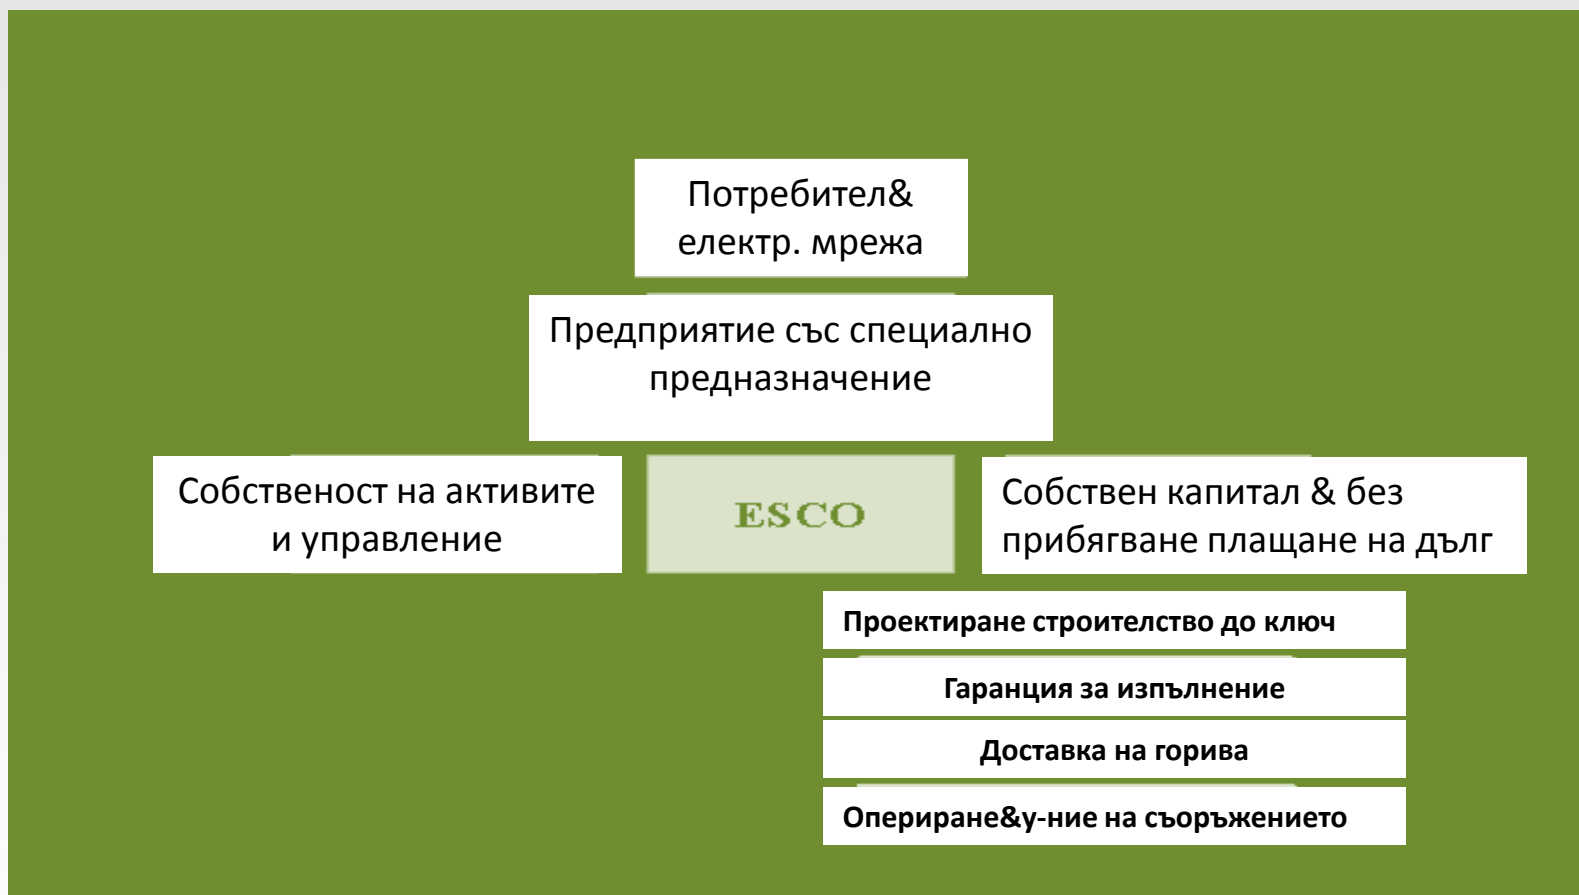 Потребител&
електр. мрежа
Предприятие със специално
предназначение
Собственост на активите
и управление
ESCO
Собствен капитал & без
прибягване плащане на дълг
Проектиране строителство до ключ
Гаранция за изпълнение
Доставка на горива
Опериране&у-ние на съоръжението